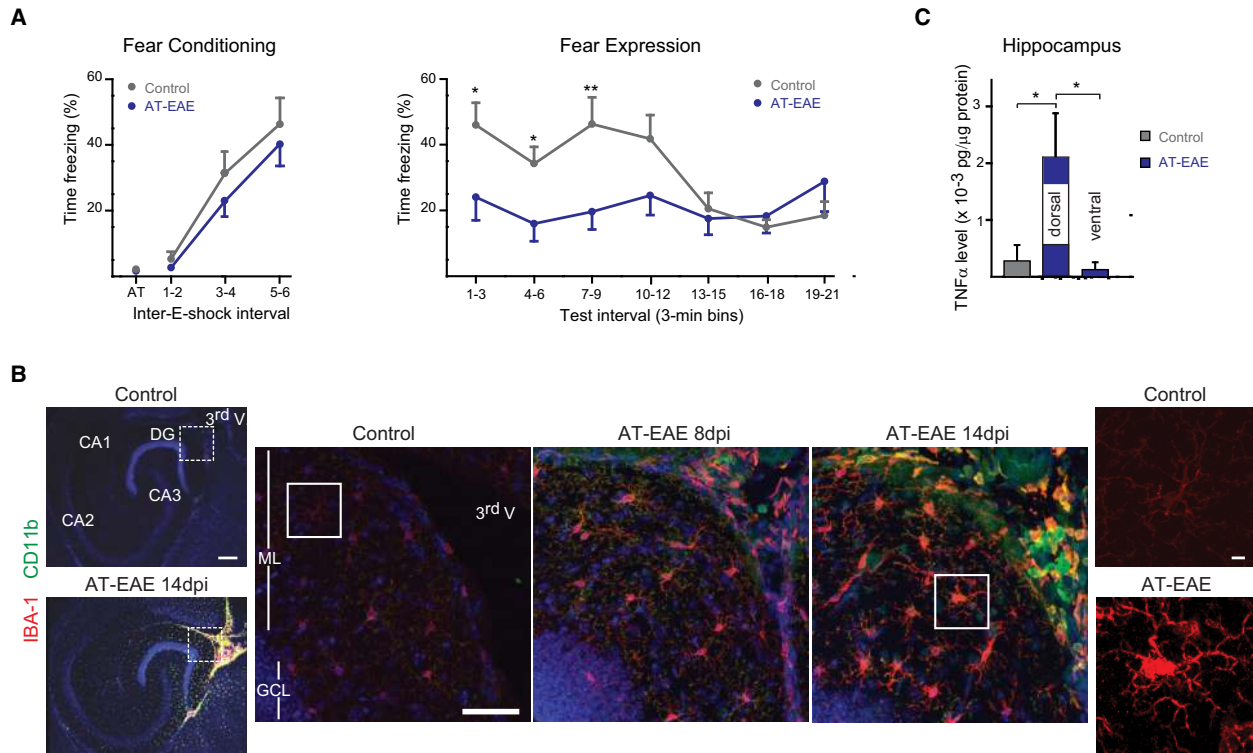 A
Fear Conditioning
Time freezing (%)
60
40
20
Control
AT-EAE
AT 1-2 3-4 5-6
Inter-E-shock interval
Fear Expression
Time freezing (%)
60
40
20
* * **
Control
AT-EAE
1-3 4-6 7-9 10-12 13-15 16-18 19-21
Test interval (3-min bins)
C
Hippocampus
TNFα level (x 10-3 pg/μg protein)
3
2
1
* *
dorsal
ventral
Control
AT-EAE
B
IBA-1 CD11b
Control
CA1 DG 3rd V
CA3
CA2
AT-EAE 14dpi
Control
3rd V
ML
GCL
AT-EAE 8dpi
AT-EAE 14dpi
Control
AT-EAE